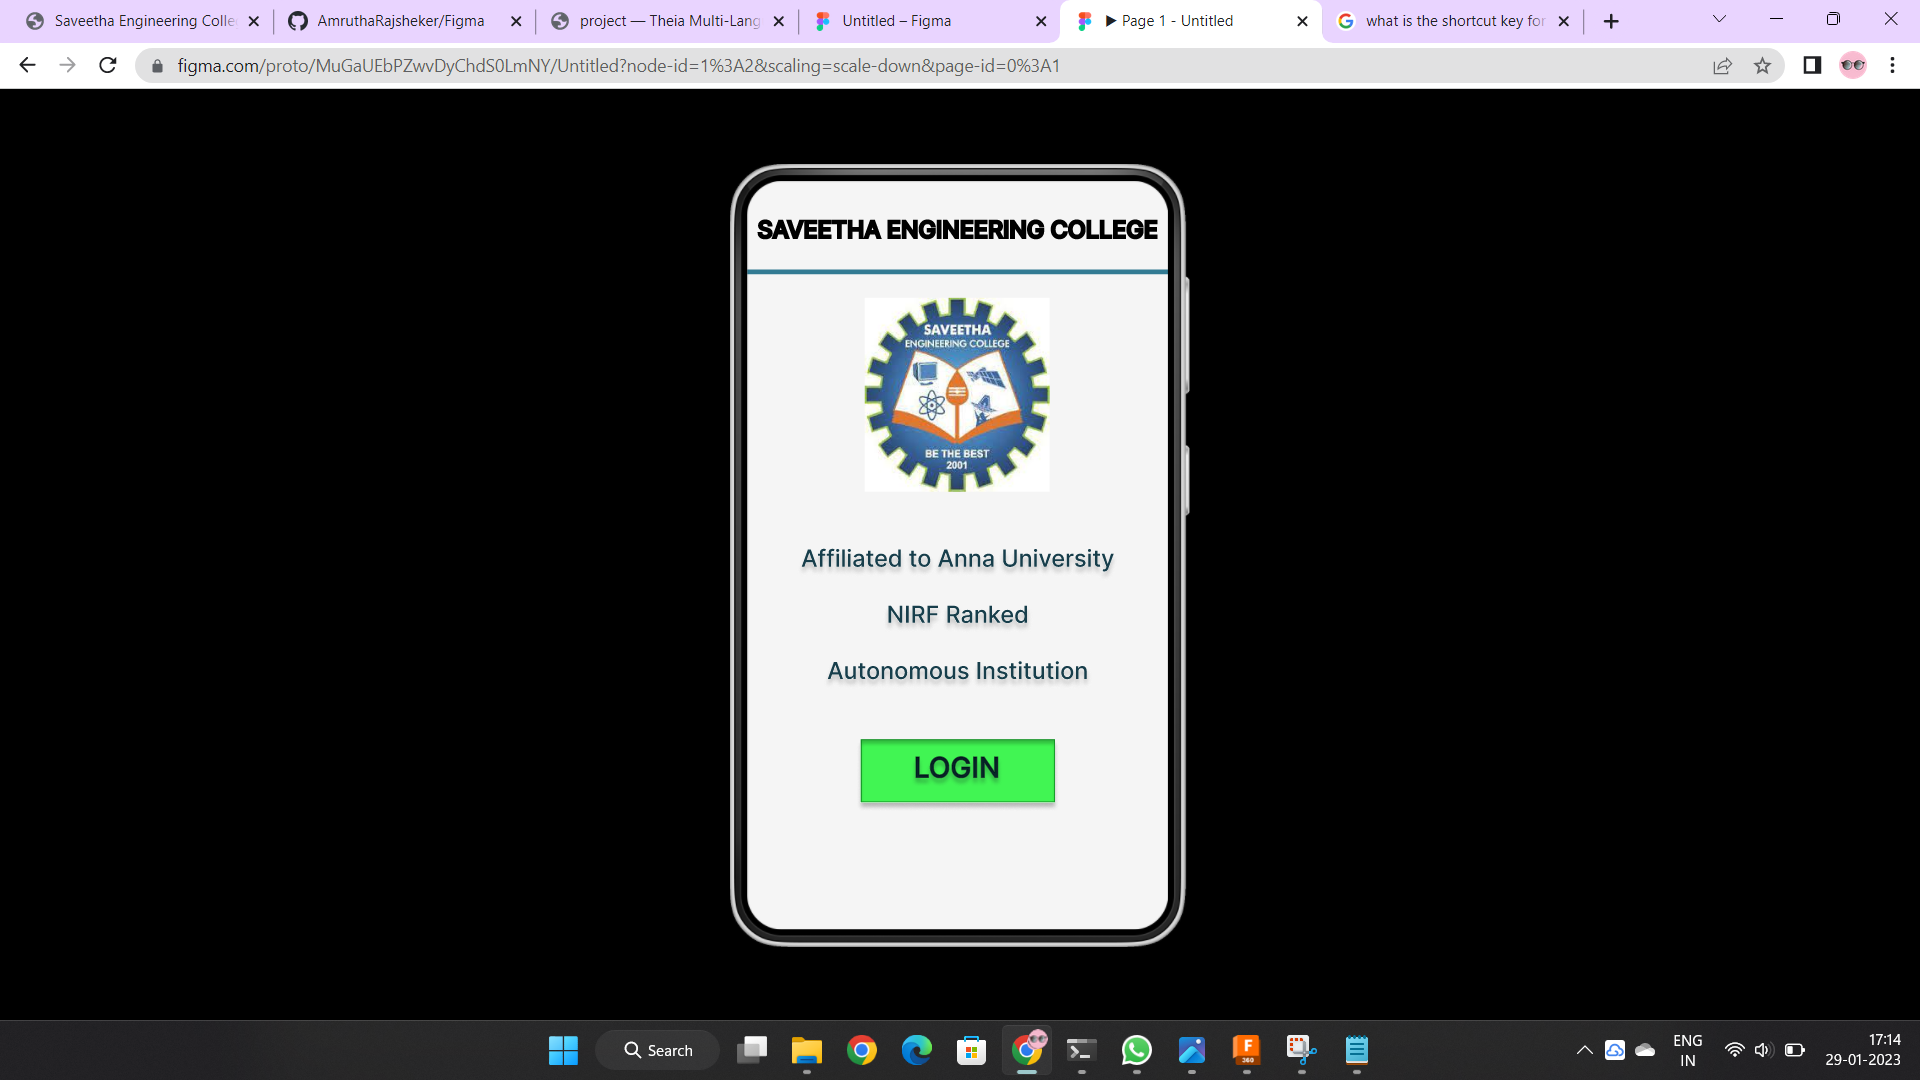 Saveetha Engineering Colle
AmruthaRajsheker/Figma
project — Theia Multi-Lang
Untitled – Figma
Page 1 - Untitled
what is the shortcut key for
figma.com/proto/MuGaUEbPZwvDyChdS0LmNY/Untitled?node-id=1%3A2&scaling=scale-down&page-id=0%3A1
SAVEETHA ENGINEERING COLLEGE
SAVEETHA
ENGINEERING COLLEGE
BE THE BEST
2001
Affiliated to Anna University
NIRF Ranked
Autonomous Institution
LOGIN
Search
F
360
ENG
IN
17:14
29-01-2023